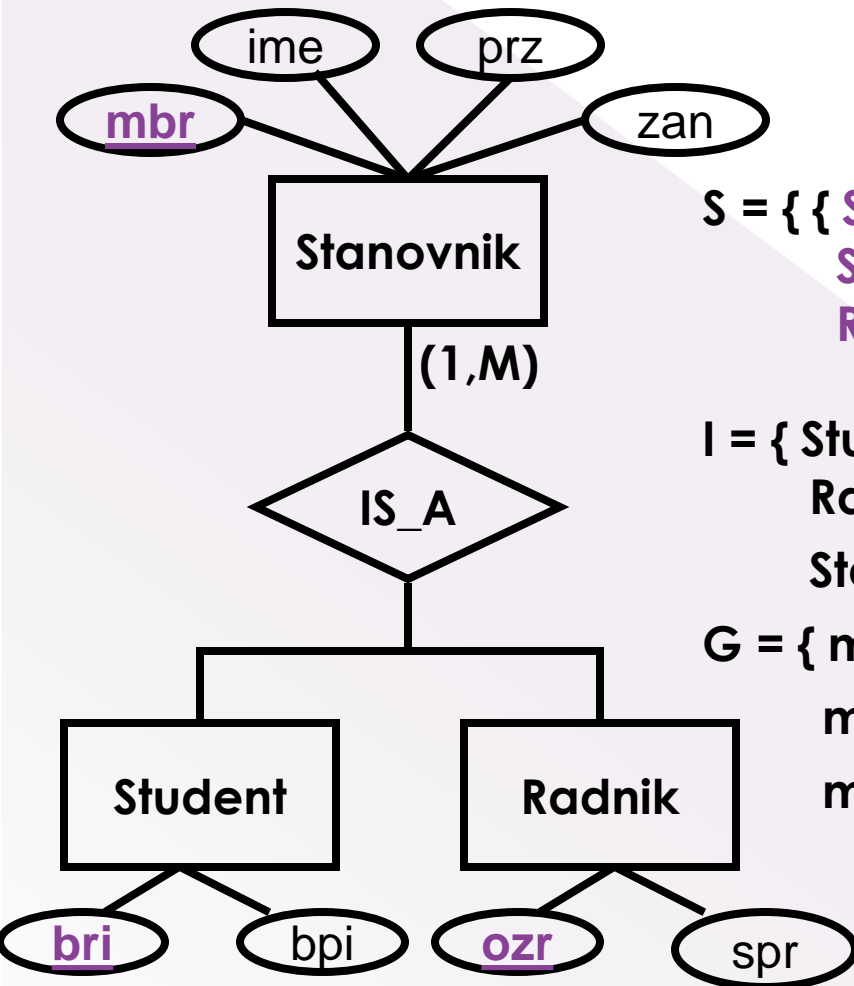 ime
prz
mbr
zan
Stanovnik
S = { {
(1,M)
I = {
IS_A
G = {
Student
Radnik
bri
bpi
ozr
spr